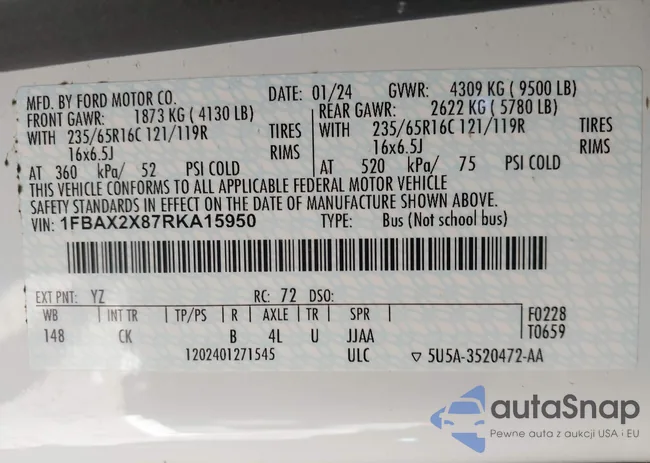 MFD. BY FORD MOTOR CO. DATE: 01/24 GVWR: 4309 KG ( 9500 LB)
FRONT GAWR: 1873 KG ( 4130 LB) REAR GAWR: 2622 KG ( 5780 LB)
WITH 235/65R16C 121/119R TIRES WITH 235/65R16C 121/119R TIRES
16x6.5J RIMS 16x6.5J RIMS
AT 360 kPa/ 52 PSI COLD AT 520 kPa/ 75 PSI COLD
THIS VEHICLE CONFORMS TO ALL APPLICABLE FEDERAL MOTOR VEHICLE
SAFETY STANDARDS IN EFFECT ON THE DATE OF MANUFACTURE SHOWN ABOVE.
VIN: 1FBAX2X87RKA15950 TYPE: Bus (Not school bus)
EXT PNT: YZ RC: 72 DSO:
WB INT TR TP/PS R AXLE TR SPR F0228
148 CK B 4L U JJAA T0659
1202401271545 ULC ▽ 5U5A-3520472-AA
autaSnap
Pewne auta z aukcji USA i EU